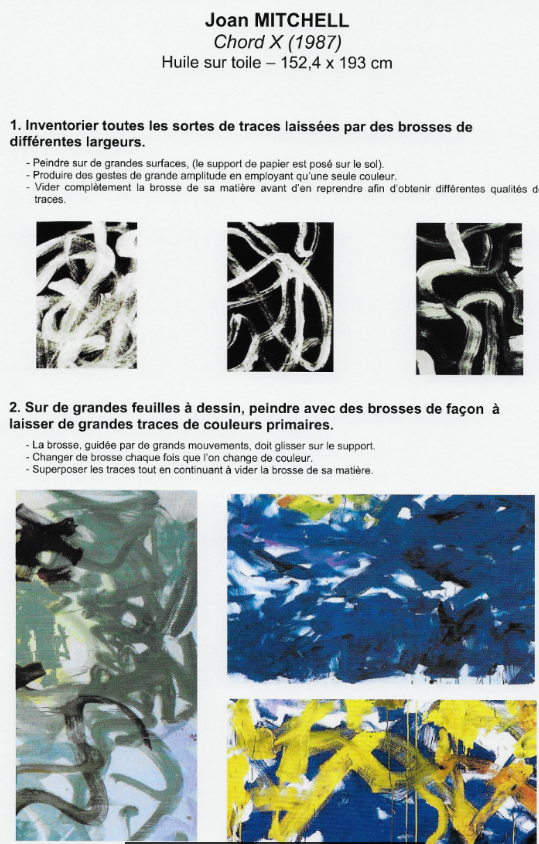 Joan MITCHELL
Chord X (1987)
Huile sur toile – 152,4 x 193 cm
1. Inventorier toutes les sortes de traces laissées par des brosses de
différentes largeurs.
- Peindre sur de grandes surfaces, (le support de papier est posé sur le sol).
- Produire des gestes de grande amplitude en employant qu'une seule couleur.
- Vider complètement la brosse de sa matière avant d'en reprendre afin d'obtenir différentes qualités de
traces.
2. Sur de grandes feuilles à dessin, peindre avec des brosses de façon à
laisser de grandes traces de couleurs primaires.
- La brosse, guidée par de grands mouvements, doit glisser sur le support.
- Changer de brosse chaque fois que l'on change de couleur.
- Superposer les traces tout en continuant à vider la brosse de sa matière.